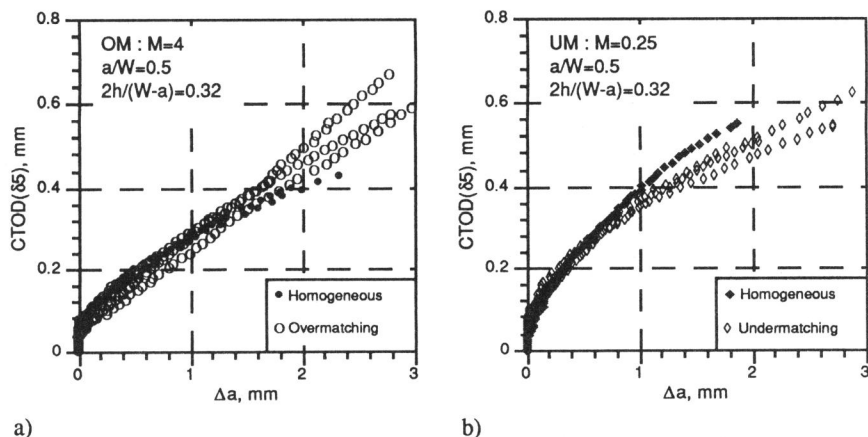 OM : M=4
a/W=0.5
2h/(W-a)=0.32
CTOD(δ5), mm
0.8
0.6
0.4
0.2
0
0
1
2
3
Δa, mm
Homogeneous
Overmatching
a)
UM : M=0.25
a/W=0.5
2h/(W-a)=0.32
CTOD(δ5), mm
0.8
0.6
0.4
0.2
0
0
1
2
3
Δa, mm
Homogeneous
Undermatching
b)